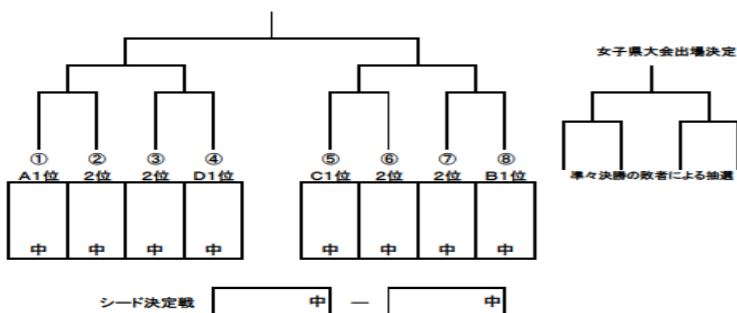 女子県大会出場決定
① ② ③ ④ ⑤ ⑥ ⑦ ⑧
A1位 2位 2位 D1位 C1位 2位 2位 B1位
準々決勝の敗者による抽選
中 中 中 中 中 中 中 中
シード決定戦 中 — 中